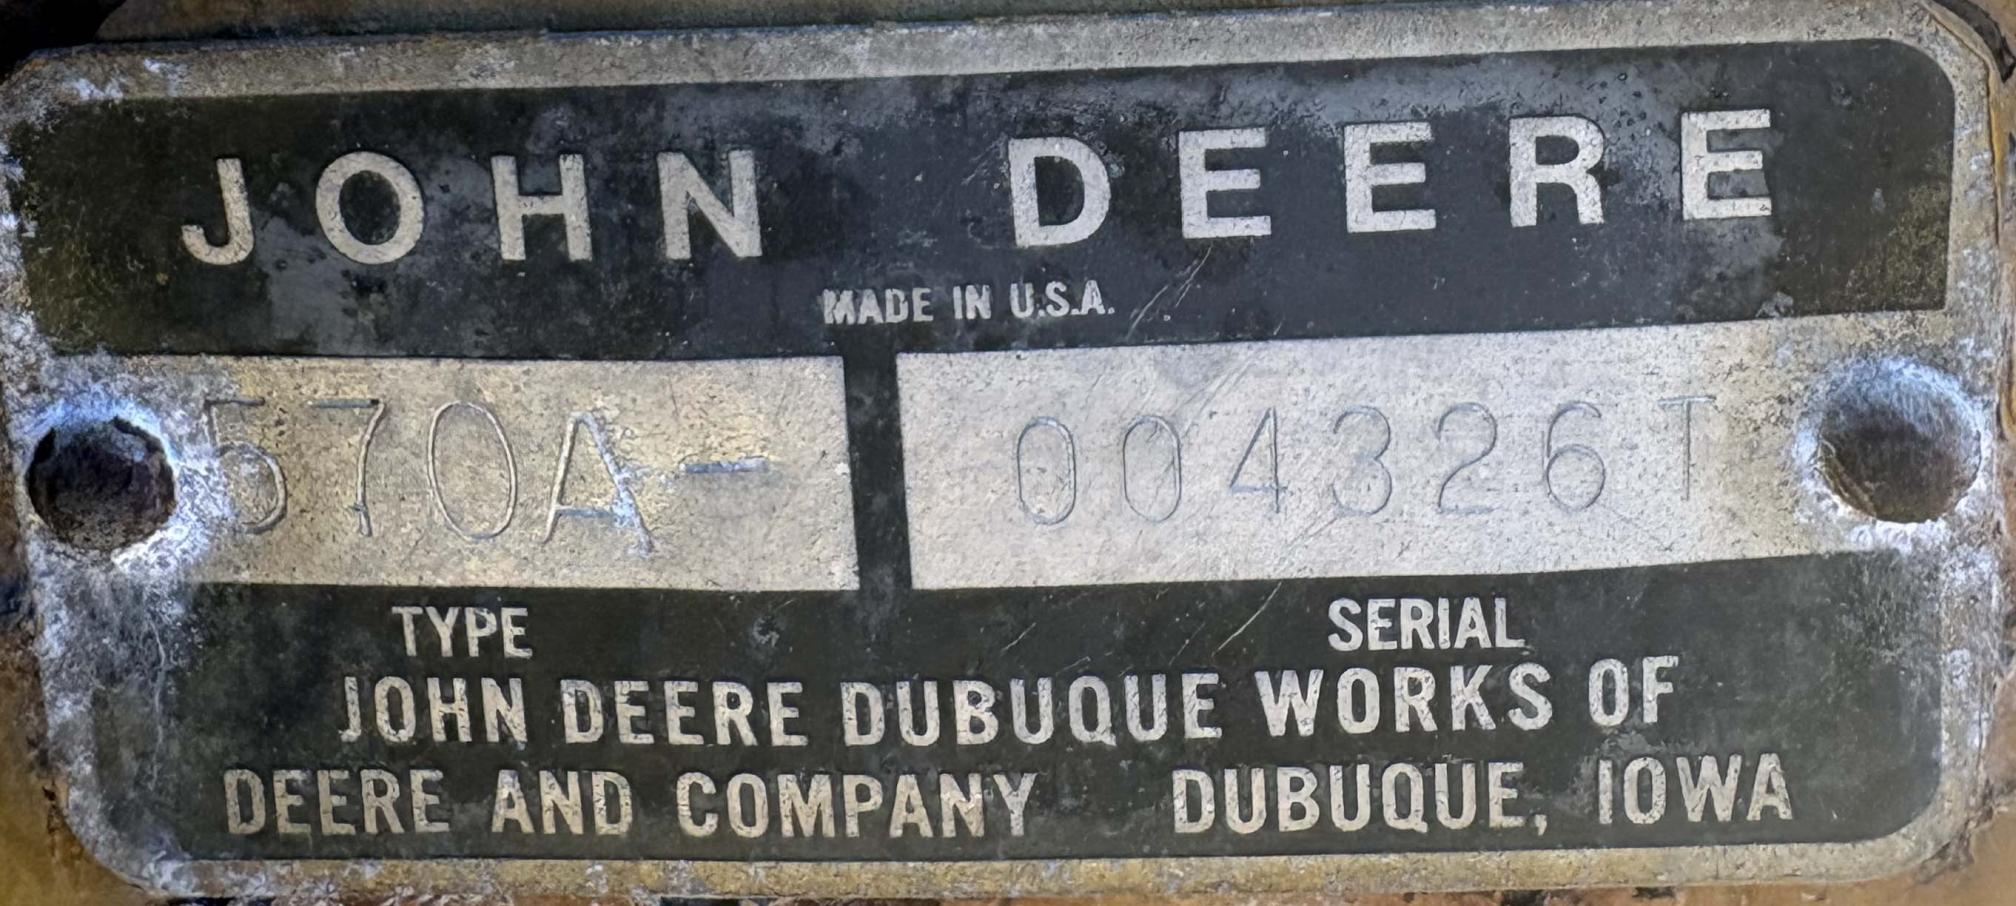 JOHN DEERE
MADE IN U.S.A.
570A- 004326T
TYPE SERIAL
JOHN DEERE DUBUQUE WORKS OF
DEERE AND COMPANY DUBUQUE, IOWA